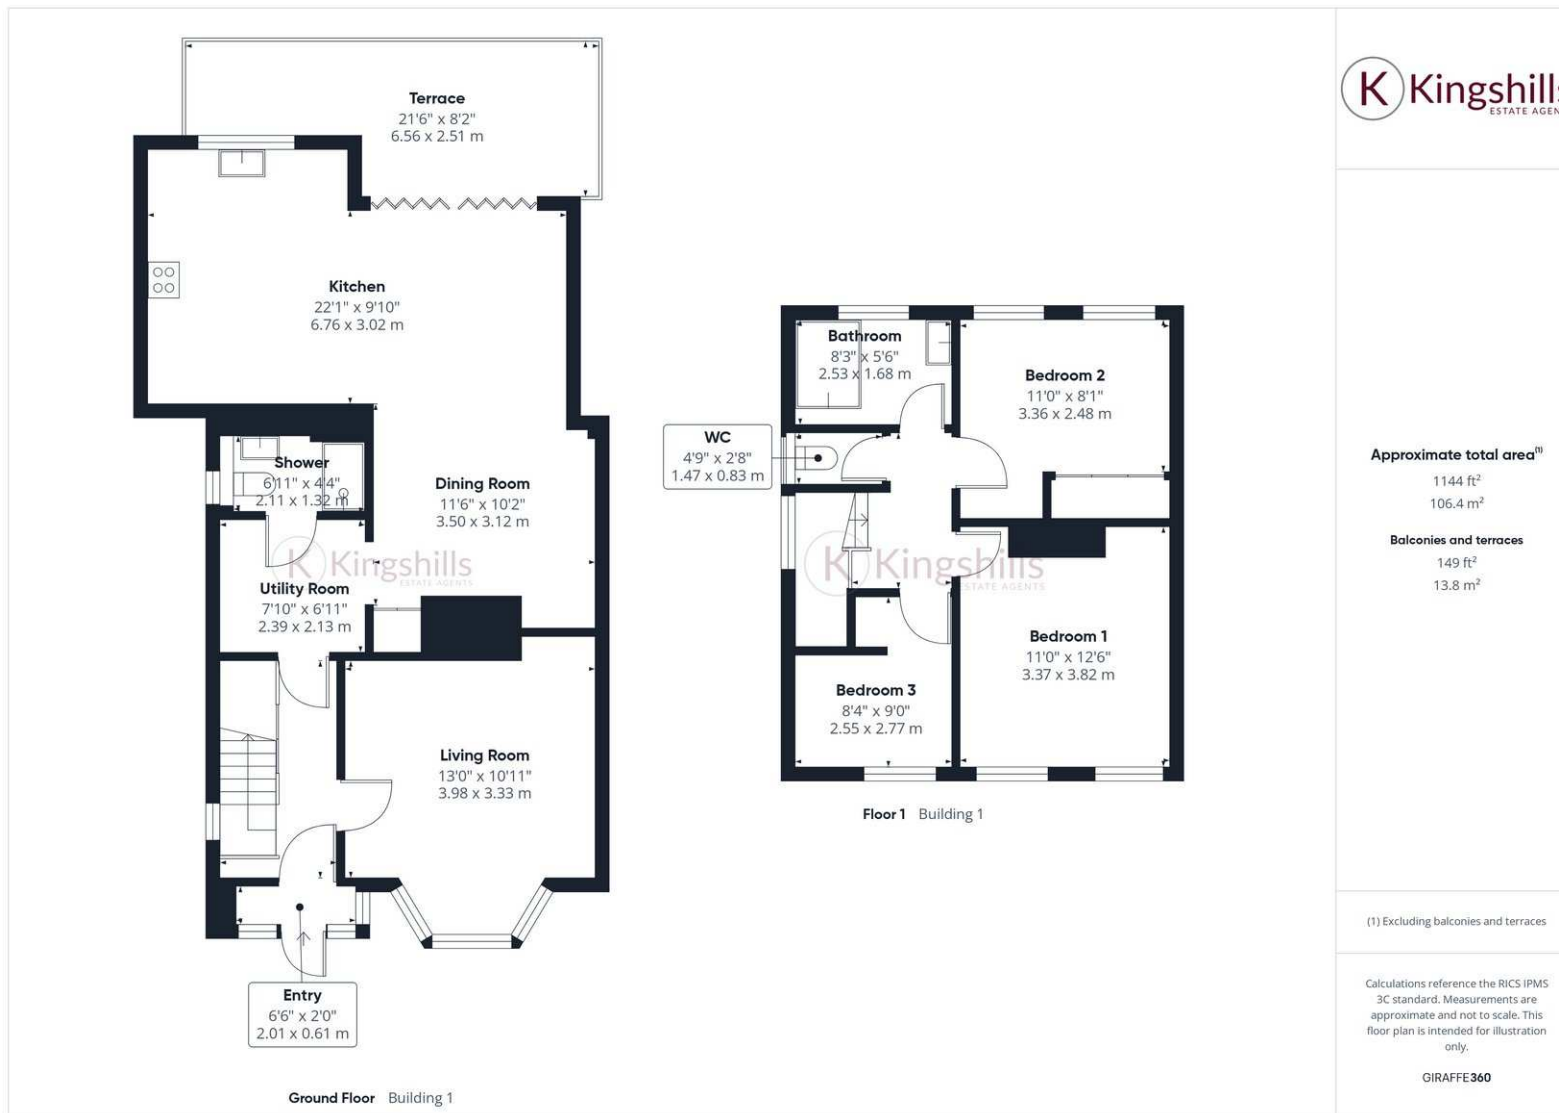 Terrace
21'6" x 8'2"
6.56 x 2.51 m
Kitchen
22'1" x 9'10"
6.76 x 3.02 m
Shower
6'11" x 4'4"
2.11 x 1.32 m
Dining Room
11'6" x 10'2"
3.50 x 3.12 m
K Kingshills
ESTATE AGENTS
Utility Room
7'10" x 6'11"
2.39 x 2.13 m
Living Room
13'0" x 10'11"
3.98 x 3.33 m
Entry
6'6" x 2'0"
2.01 x 0.61 m
Ground Floor Building 1
Bathroom
8'3" x 5'6"
2.53 x 1.68 m
Bedroom 2
11'0" x 8'1"
3.36 x 2.48 m
WC
4'9" x 2'8"
1.47 x 0.83 m
K Kingshills
ESTATE AGENTS
Bedroom 1
11'0" x 12'6"
3.37 x 3.82 m
Bedroom 3
8'4" x 9'0"
2.55 x 2.77 m
Floor 1 Building 1
K Kingshills
ESTATE AGEN
Approximate total area(1)
1144 ft²
106.4 m²
Balconies and terraces
149 ft²
13.8 m²
(1) Excluding balconies and terraces
Calculations reference the RICS IPMS
3C standard. Measurements are
approximate and not to scale. This
floor plan is intended for illustration
only.
GIRAFFE360